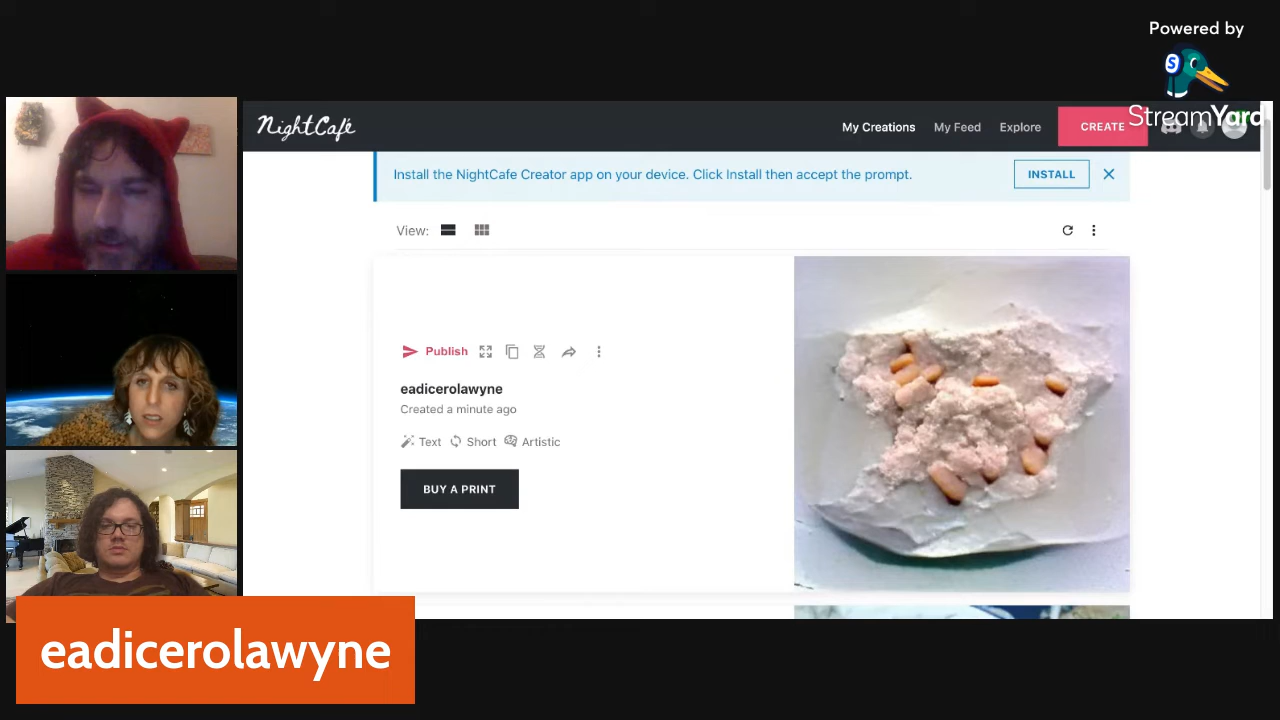 Powered by
S
StreamYard
NightCafé
My Creations
My Feed
Explore
CREATE
Install the NightCafe Creator app on your device. Click Install then accept the prompt.
INSTALL
View:
Publish
eadicerolawyne
Created a minute ago
Text
Short
Artistic
BUY A PRINT
eadicerolawyne